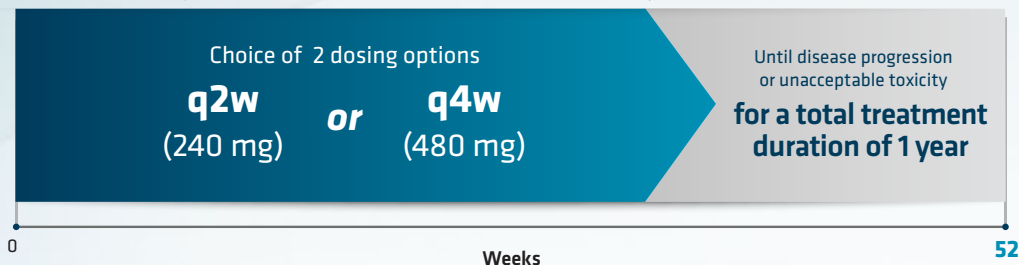 Choice of 2 dosing options
q2w or q4w
(240 mg) (480 mg)
Until disease progression
or unacceptable toxicity
for a total treatment
duration of 1 year
0 Weeks 52